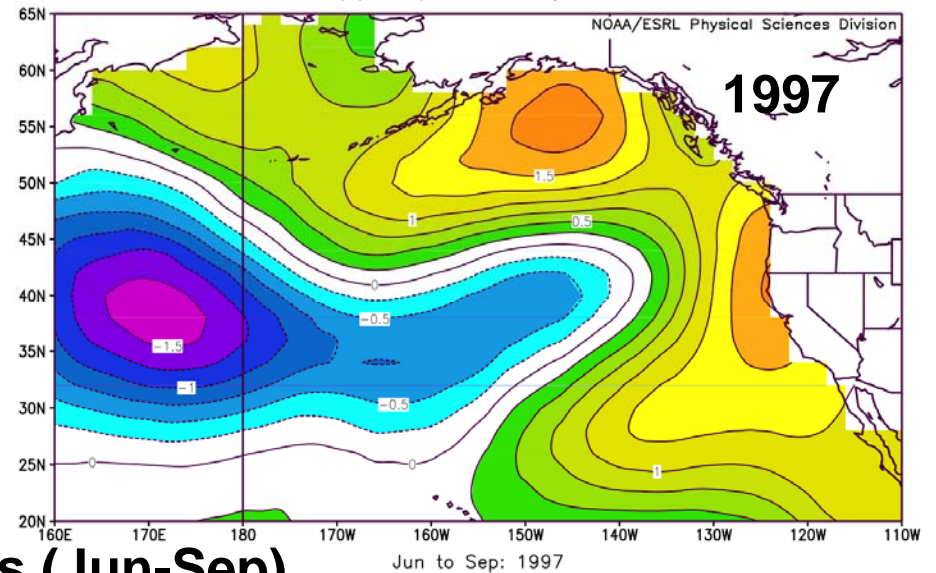 65N
NOAA/ESRL Physical Sciences Division
60N
1997
55N
1.5
50N
1
0.5
45N
0
40N
-0.5
35N
-1.5
-1
30N
-0.5
25N
0
0
1
20N
160E 170E 180 170W 160W 150W 140W 130W 120W 110W
s (Jun-Sep)
Jun to Sep: 1997